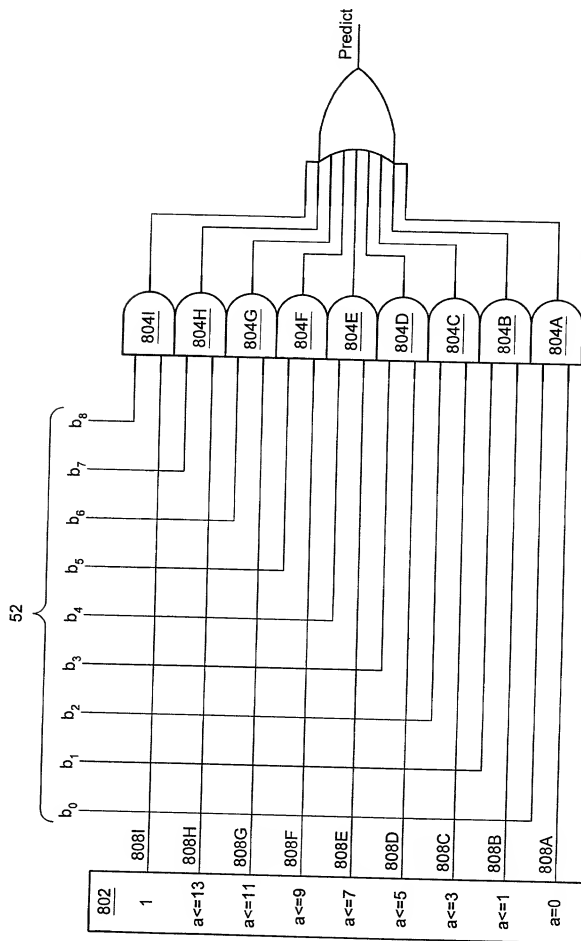 52
b0 b1 b2 b3 b4 b5 b6 b7 b8
802
1 808I 804I
a<=13 808H 804H
a<=11 808G 804G
a<=9 808F 804F
a<=7 808E 804E
a<=5 808D 804D
a<=3 808C 804C
a<=1 808B 804B
a=0 808A 804A
Predict